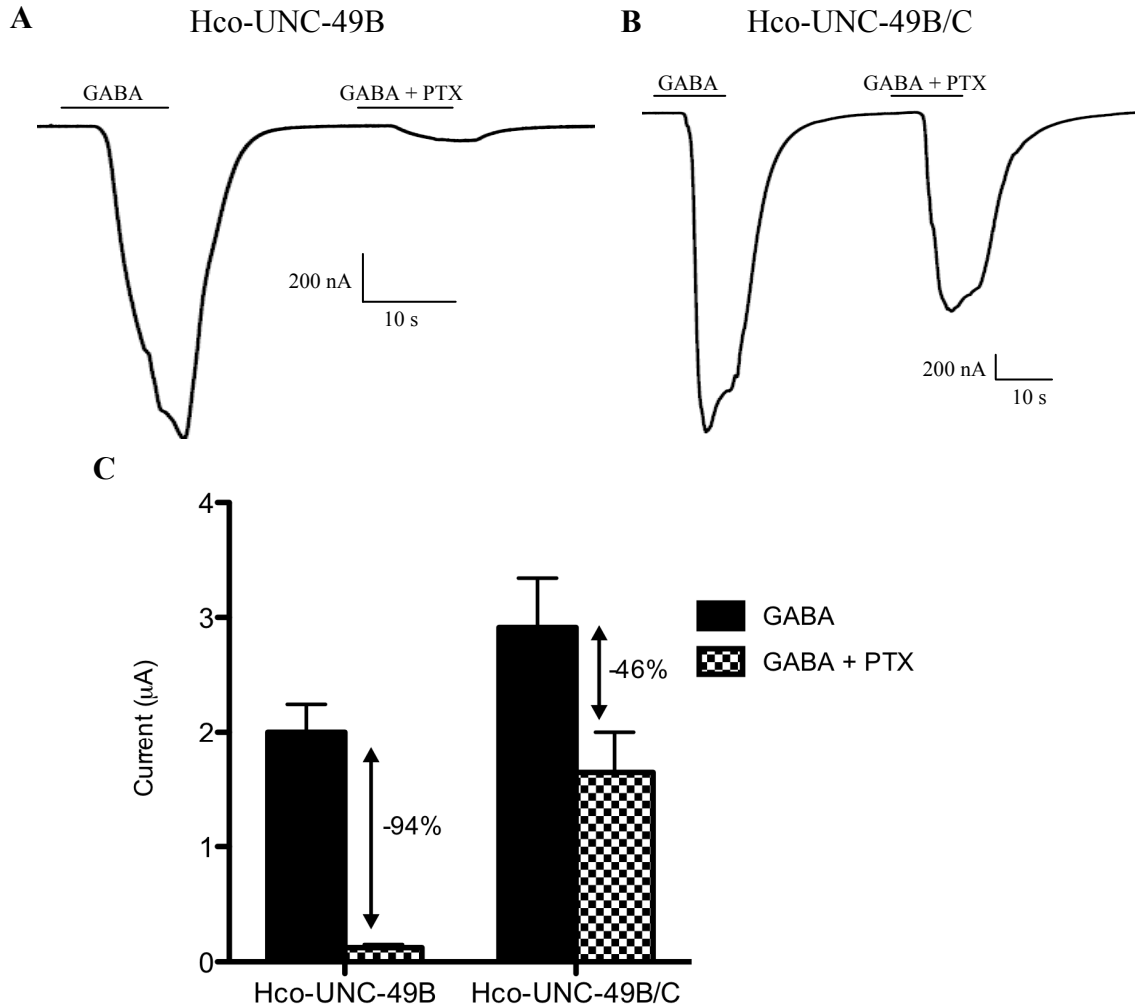 A
Hco-UNC-49B
B
Hco-UNC-49B/C
GABA
GABA + PTX
GABA
GABA + PTX
200 nA
10 s
200 nA
10 s
C
4
3
2
1
0
Current (μA)
-94%
-46%
GABA
GABA + PTX
Hco-UNC-49B
Hco-UNC-49B/C